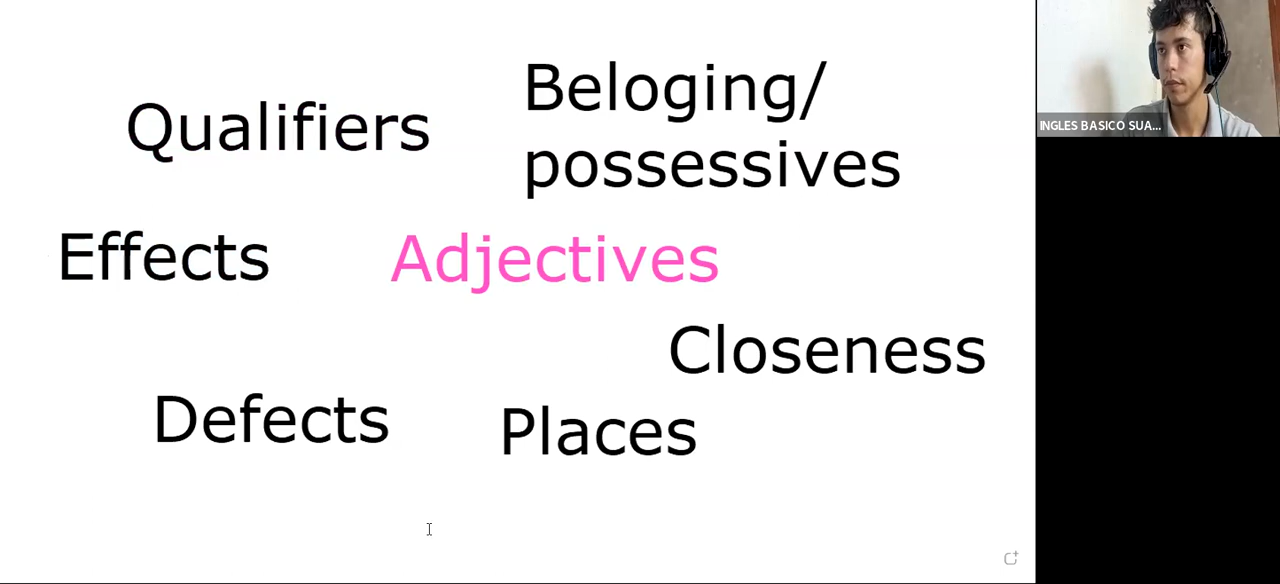 Qualifiers
Beloging/
possessives
Effects
Adjectives
Closeness
Defects
Places
INGLES BASICO SUA...